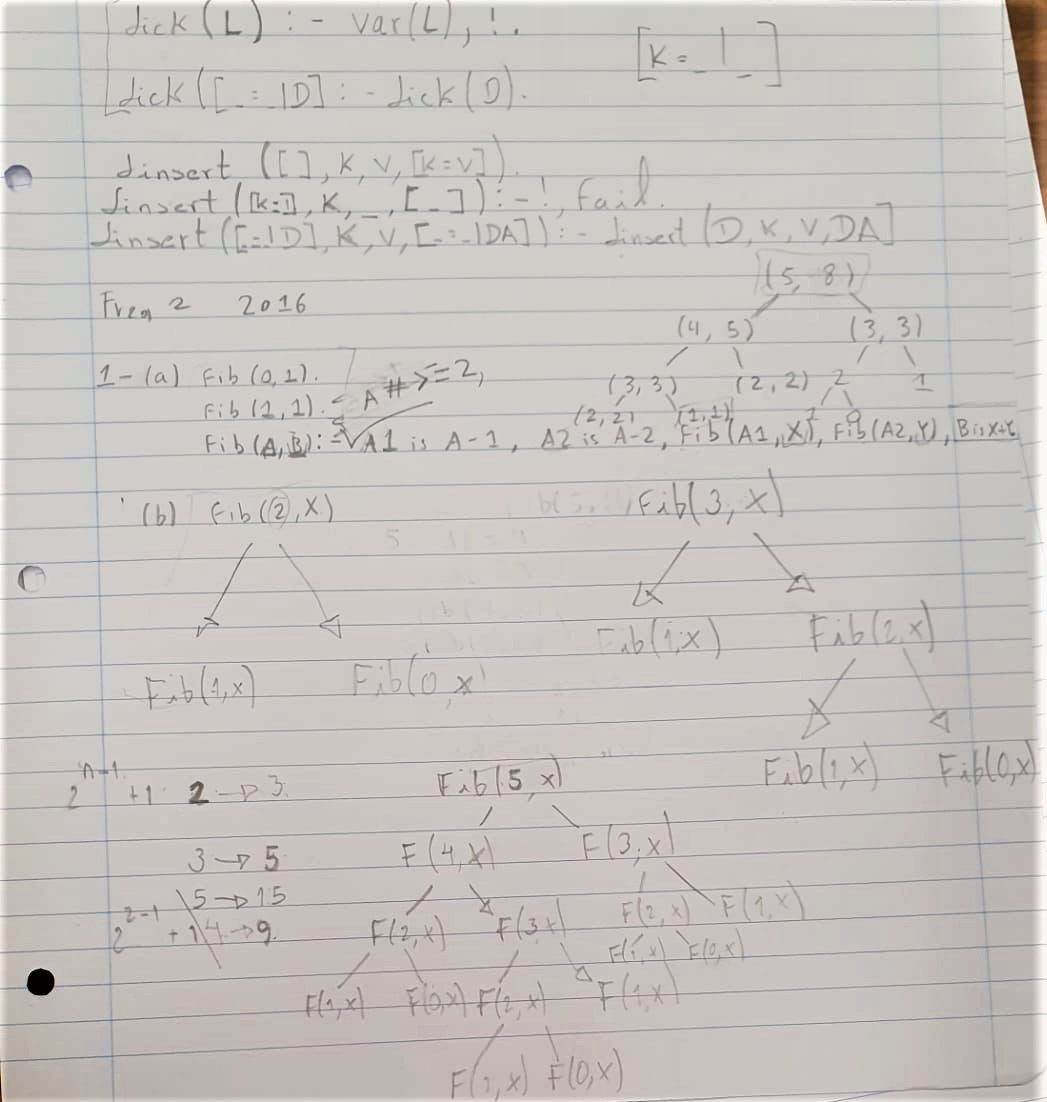 dick (L) :- var(L), !.
[K = _ | _ ]
dick ([_=_|D] :- dick (D).
dinsert ([ ], K, V, [K=V]).
dinsert ([K=_], K, _, [_]) :- !, fail.
dinsert ([_=_|D], K, V, [_=_|DA]) :- dinsert (D, K, V, DA]
(5, 8)
Freq 2 2016
(4, 5) (3, 3)
1-(a) Fib(0,1).
(3, 3) (2, 2) 2 1
Fib(1,1). A #>= 2,
(2, 2) (1, 1) 1 0
Fib(A,B):- A1 is A-1, A2 is A-2, Fib(A1,X), Fib(A2,Y), B is X+Y
(b) Fib(2,X) Fib(3, X)
Fib(1,x) Fib(2,x)
Fib(1,x) Fib(0,x)
Fib(1,x) Fib(0,x)
2^n-1 +1 2 → 3 Fib(5,x)
3 → 5 F(4,x) F(3,x)
5 → 15 F(2,x) F(1,x)
2^2-1 +1 4 → 9 F(2,x) F(3,x) F(1,x) F(0,x)
F(1,x) F(0,x) F(2,x) F(1,x)
F(1,x) F(0,x)